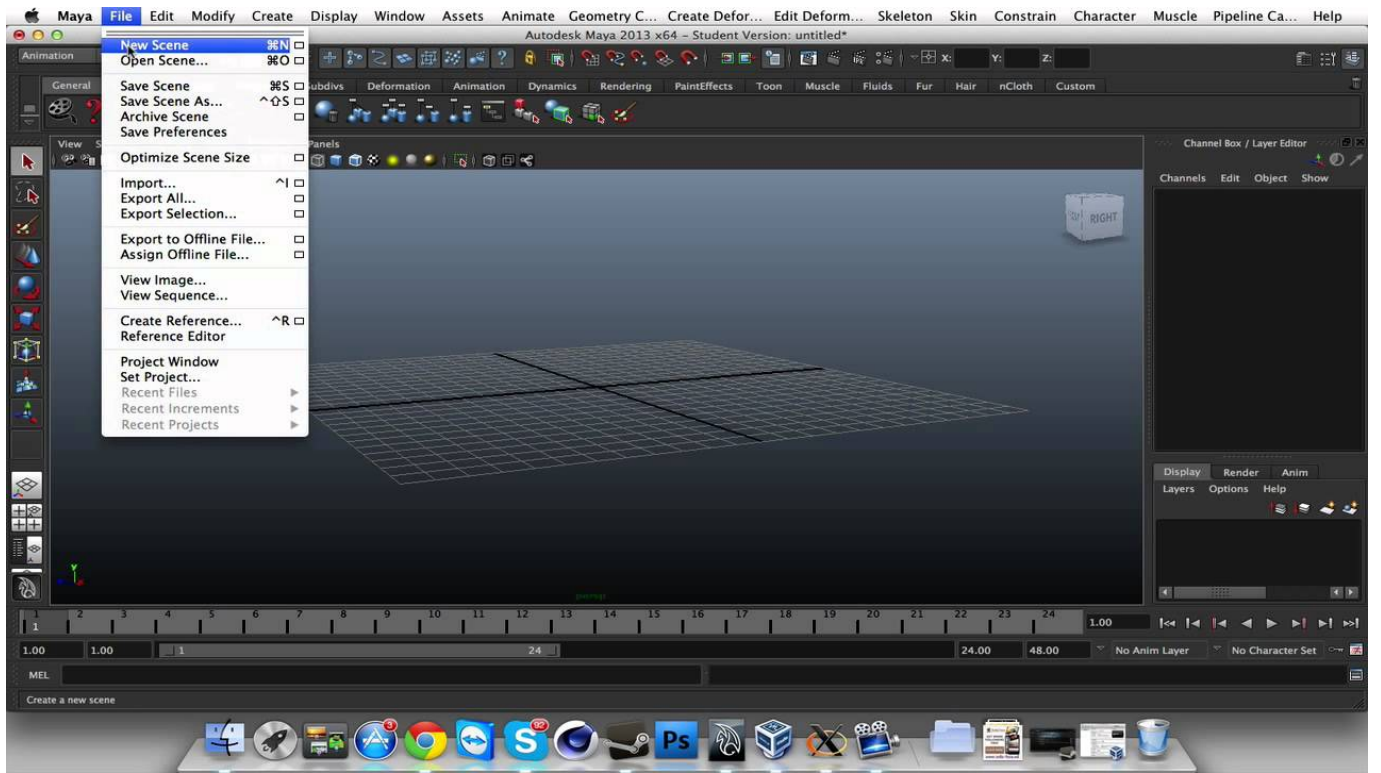 Maya File Edit Modify Create Display Window Assets Animate Geometry C... Create Defor... Edit Deform... Skeleton Skin Constrain Character Muscle Pipeline Ca... Help
Autodesk Maya 2013 x64 – Student Version: untitled*
Animation
New Scene ⌘N
Open Scene... ⌘O
Save Scene ⌘S
Save Scene As... ^⇧S
Archive Scene
Save Preferences
Optimize Scene Size
Import... ^I
Export All...
Export Selection...
Export to Offline File...
Assign Offline File...
View Image...
View Sequence...
Create Reference... ^R
Reference Editor
Project Window
Set Project...
Recent Files
Recent Increments
Recent Projects
X: Y: Z:
General Subdivs Deformation Animation Dynamics Rendering PaintEffects Toon Muscle Fluids Fur Hair nCloth Custom
View Panels
RIGHT
y
persp
Channel Box / Layer Editor
Channels Edit Object Show
Display Render Anim
Layers Options Help
1 2 3 4 5 6 7 8 9 10 11 12 13 14 15 16 17 18 19 20 21 22 23 24
1 1.00
1.00 1.00 1 24 24.00 48.00 No Anim Layer No Character Set
MEL
Create a new scene
3
92
Ps